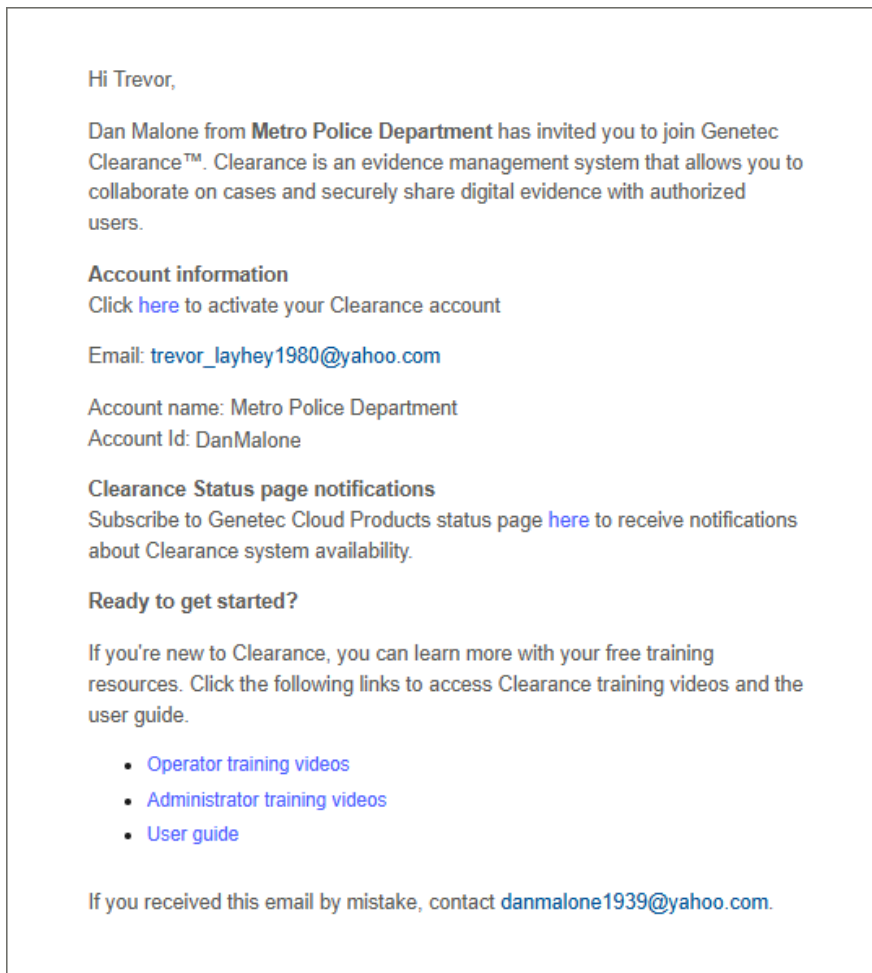 Hi Trevor,
Dan Malone from Metro Police Department has invited you to join Genetec
Clearance™. Clearance is an evidence management system that allows you to
collaborate on cases and securely share digital evidence with authorized
users.
Account information
Click here to activate your Clearance account
Email: trevor_layhey1980@yahoo.com
Account name: Metro Police Department
Account Id: DanMalone
Clearance Status page notifications
Subscribe to Genetec Cloud Products status page here to receive notifications
about Clearance system availability.
Ready to get started?
If you're new to Clearance, you can learn more with your free training
resources. Click the following links to access Clearance training videos and the
user guide.
• Operator training videos
• Administrator training videos
• User guide
If you received this email by mistake, contact danmalone1939@yahoo.com.